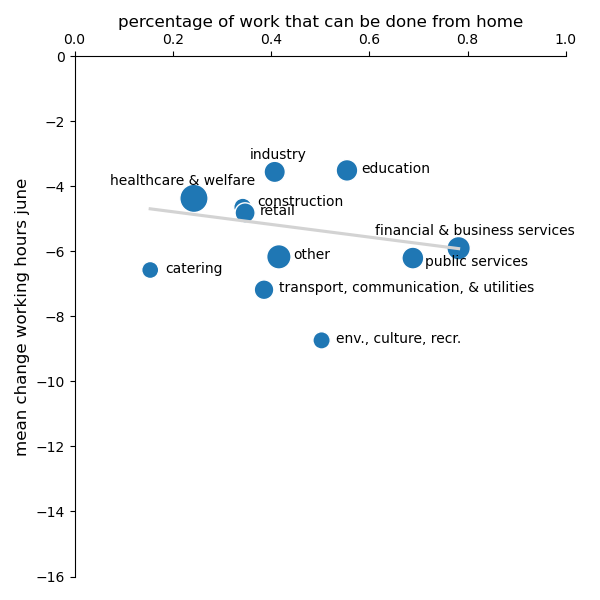 percentage of work that can be done from home
0.0 0.2 0.4 0.6 0.8 1.0
0
−2
industry
education
−4
healthcare & welfare
construction
retail
financial & business services
−6
other
public services
catering
transport, communication, & utilities
−8
env., culture, recr.
−10
−12
−14
−16
mean change working hours june